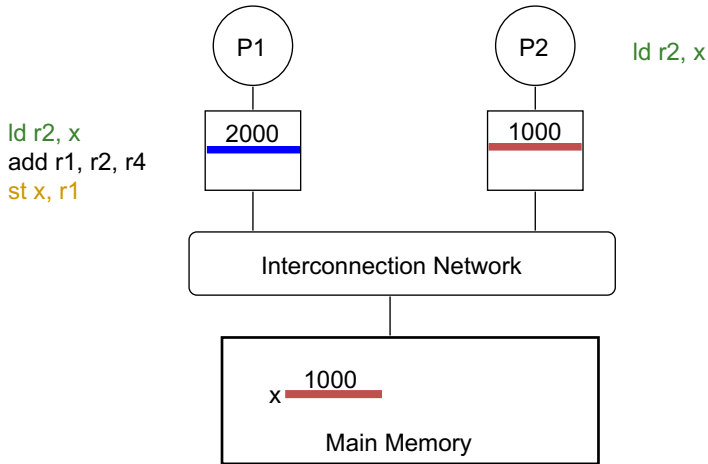 P1
P2
ld r2, x
2000
1000
ld r2, x
add r1, r2, r4
st x, r1
Interconnection Network
1000
x
Main Memory